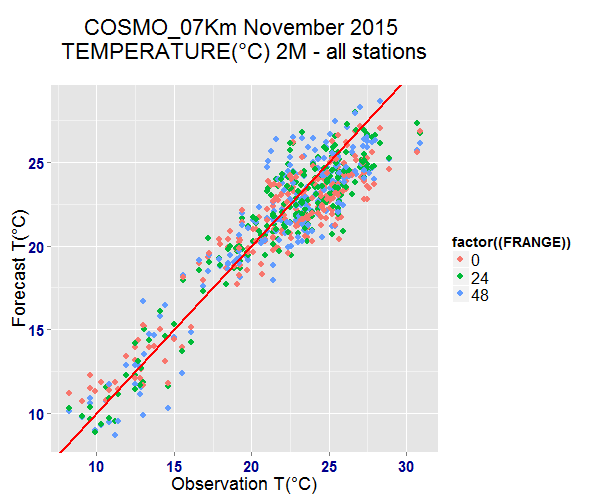 COSMO_07Km November 2015
TEMPERATURE(°C) 2M - all stations
Forecast T(°C)
25
20
15
10
10 15 20 25 30
Observation T(°C)
factor((FRANGE))
0
24
48